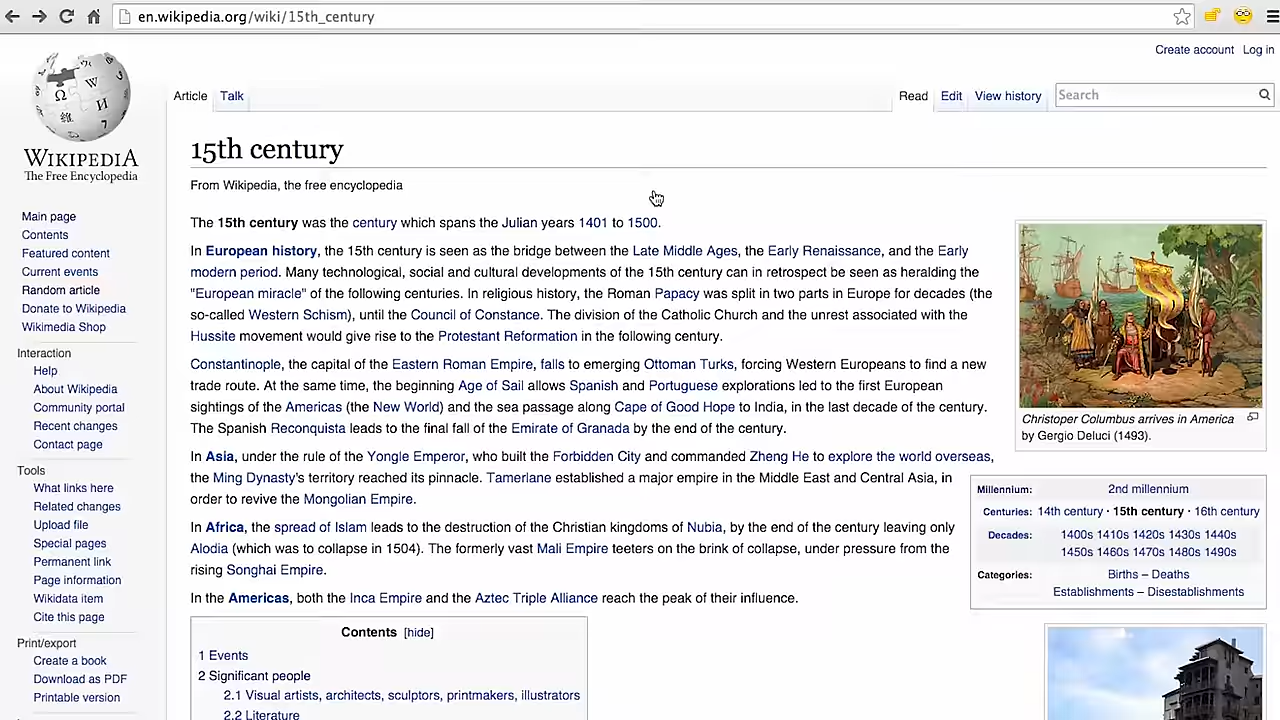 en.wikipedia.org/wiki/15th_century
Create account Log in
Article Talk Read Edit View history Search
WIKIPEDIA
The Free Encyclopedia
Main page
Contents
Featured content
Current events
Random article
Donate to Wikipedia
Wikimedia Shop
Interaction
Help
About Wikipedia
Community portal
Recent changes
Contact page
Tools
What links here
Related changes
Upload file
Special pages
Permanent link
Page information
Wikidata item
Cite this page
Print/export
Create a book
Download as PDF
Printable version
15th century
From Wikipedia, the free encyclopedia
The 15th century was the century which spans the Julian years 1401 to 1500.
In European history, the 15th century is seen as the bridge between the Late Middle Ages, the Early Renaissance, and the Early
modern period. Many technological, social and cultural developments of the 15th century can in retrospect be seen as heralding the
"European miracle" of the following centuries. In religious history, the Roman Papacy was split in two parts in Europe for decades (the
so-called Western Schism), until the Council of Constance. The division of the Catholic Church and the unrest associated with the
Hussite movement would give rise to the Protestant Reformation in the following century.
Constantinople, the capital of the Eastern Roman Empire, falls to emerging Ottoman Turks, forcing Western Europeans to find a new
trade route. At the same time, the beginning Age of Sail allows Spanish and Portuguese explorations led to the first European
sightings of the Americas (the New World) and the sea passage along Cape of Good Hope to India, in the last decade of the century.
The Spanish Reconquista leads to the final fall of the Emirate of Granada by the end of the century.
In Asia, under the rule of the Yongle Emperor, who built the Forbidden City and commanded Zheng He to explore the world overseas,
the Ming Dynasty's territory reached its pinnacle. Tamerlane established a major empire in the Middle East and Central Asia, in
order to revive the Mongolian Empire.
In Africa, the spread of Islam leads to the destruction of the Christian kingdoms of Nubia, by the end of the century leaving only
Alodia (which was to collapse in 1504). The formerly vast Mali Empire teeters on the brink of collapse, under pressure from the
rising Songhai Empire.
In the Americas, both the Inca Empire and the Aztec Triple Alliance reach the peak of their influence.
Contents [hide]
1 Events
2 Significant people
2.1 Visual artists, architects, sculptors, printmakers, illustrators
2.2 Literature
Christoper Columbus arrives in America
by Gergio Deluci (1493).
Millennium: 2nd millennium
Centuries: 14th century · 15th century · 16th century
Decades: 1400s 1410s 1420s 1430s 1440s
1450s 1460s 1470s 1480s 1490s
Categories: Births – Deaths
Establishments – Disestablishments